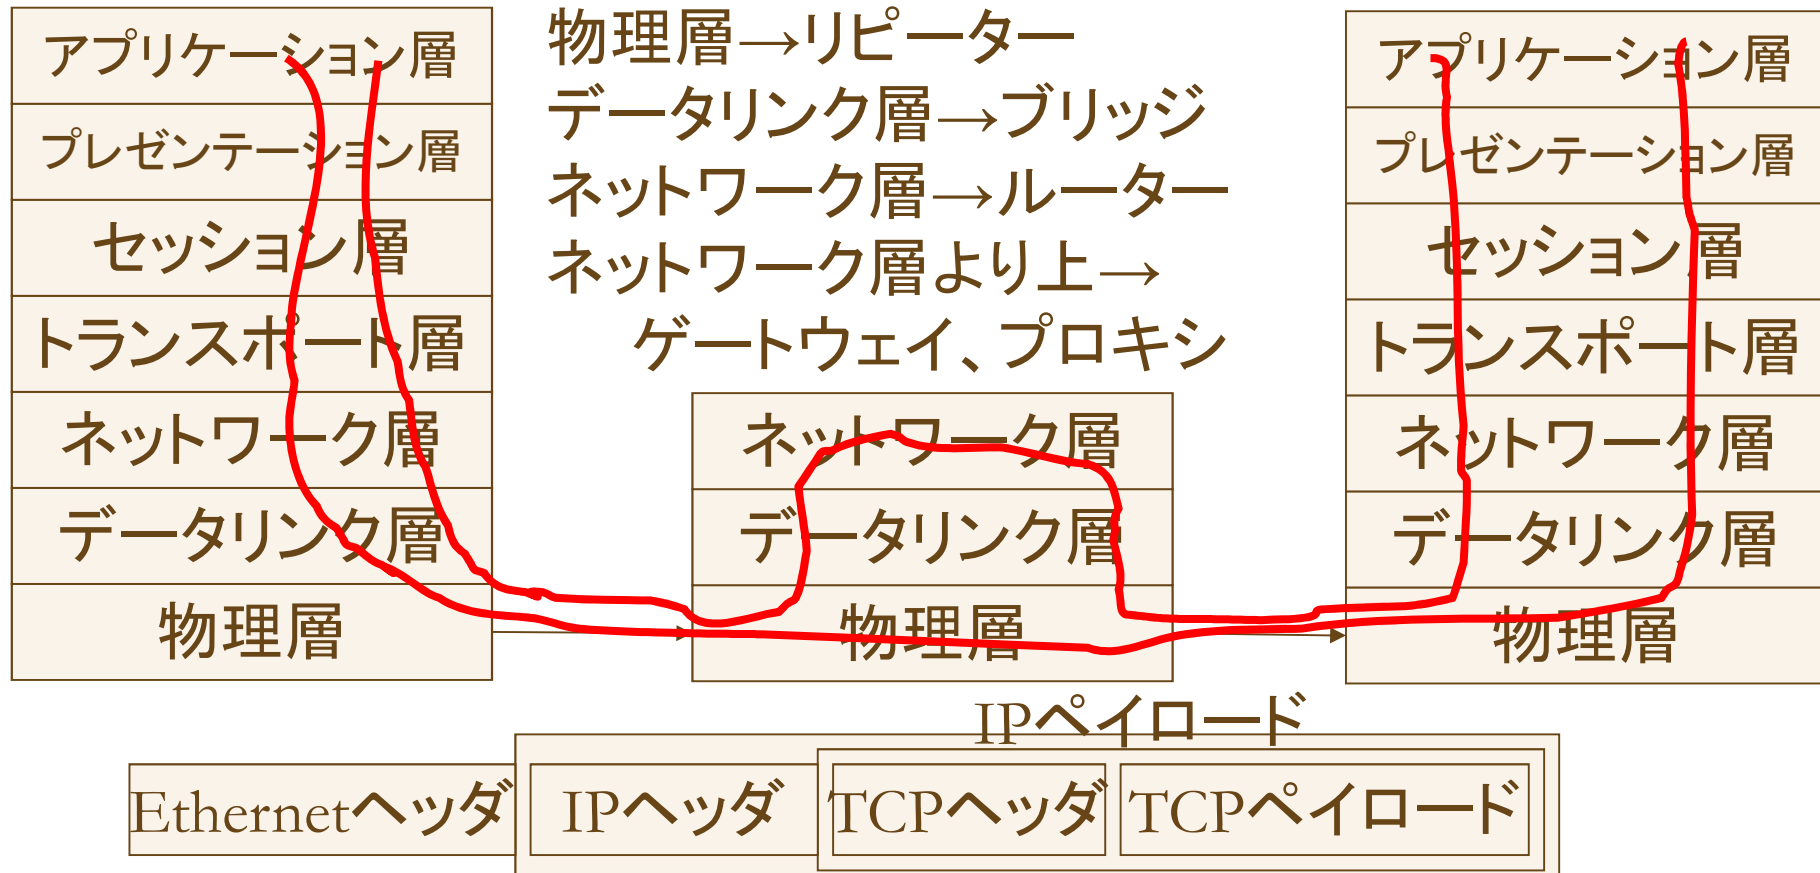 アプリケーション層
プレゼンテーション層
セッション層
トランスポート層
ネットワーク層
データリンク層
物理層
物理層→リピーター
データリンク層→ブリッジ
ネットワーク層→ルーター
ネットワーク層より上→
ゲートウェイ、プロキシ
ネットワーク層
データリンク層
物理層
アプリケーション層
プレゼンテーション層
セッション層
トランスポート層
ネットワーク層
データリンク層
物理層
IPペイロード
Ethernetヘッダ
IPヘッダ
TCPヘッダ
TCPペイロード